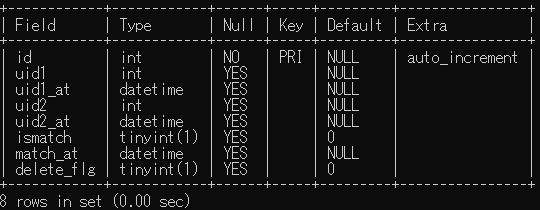 +------------+------------+------+-----+---------+----------------+
| Field      | Type       | Null | Key | Default | Extra          |
+------------+------------+------+-----+---------+----------------+
| id         | int        | NO   | PRI | NULL    | auto_increment |
| uid1       | int        | YES  |     | NULL    |                |
| uid1_at    | datetime   | YES  |     | NULL    |                |
| uid2       | int        | YES  |     | NULL    |                |
| uid2_at    | datetime   | YES  |     | NULL    |                |
| ismatch    | tinyint(1) | YES  |     | 0       |                |
| match_at   | datetime   | YES  |     | NULL    |                |
| delete_flg | tinyint(1) | YES  |     | 0       |                |
+------------+------------+------+-----+---------+----------------+
8 rows in set (0.00 sec)